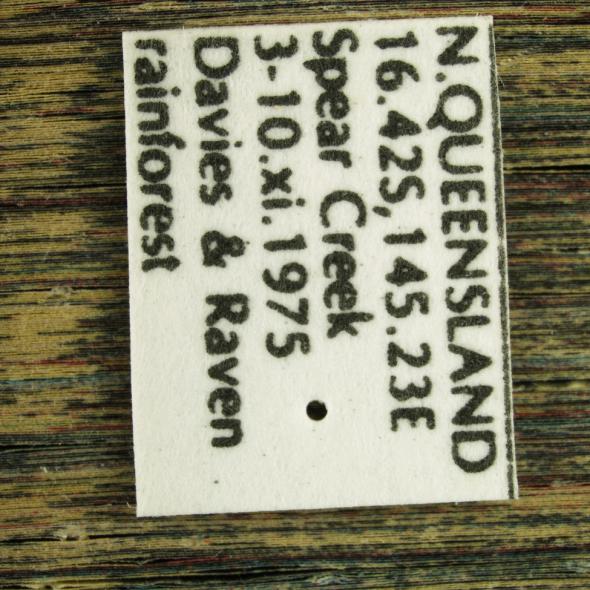 N.QUEENSLAND
16.42S,145.23E
Spear Creek
3-10.xi.1975
Davies & Raven
rainforest